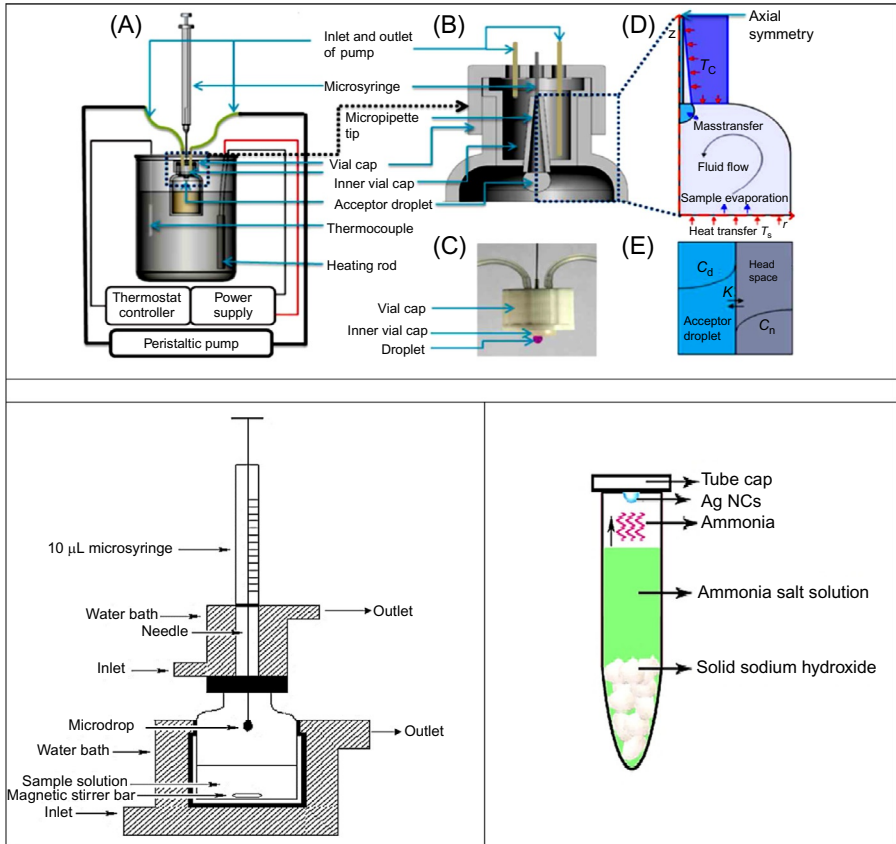 (A)
Inlet and outlet
of pump
Microsyringe
Micropipette
tip
Vial cap
Inner vial cap
Acceptor droplet
Thermocouple
Heating rod
Thermostat
controller
Power
supply
Peristaltic pump
(B)
(C)
Vial cap
Inner vial cap
Droplet
(D)
Axial
symmetry
z
T_C
Masstransfer
Fluid flow
Sample evaporation
r
Heat transfer T_s
(E)
C_d
Head
space
K
Acceptor
droplet
C_n
10 μL microsyringe
Water bath
Outlet
Needle
Inlet
Microdrop
Outlet
Water bath
Sample solution
Magnetic stirrer bar
Inlet
Tube cap
Ag NCs
Ammonia
Ammonia salt solution
Solid sodium hydroxide